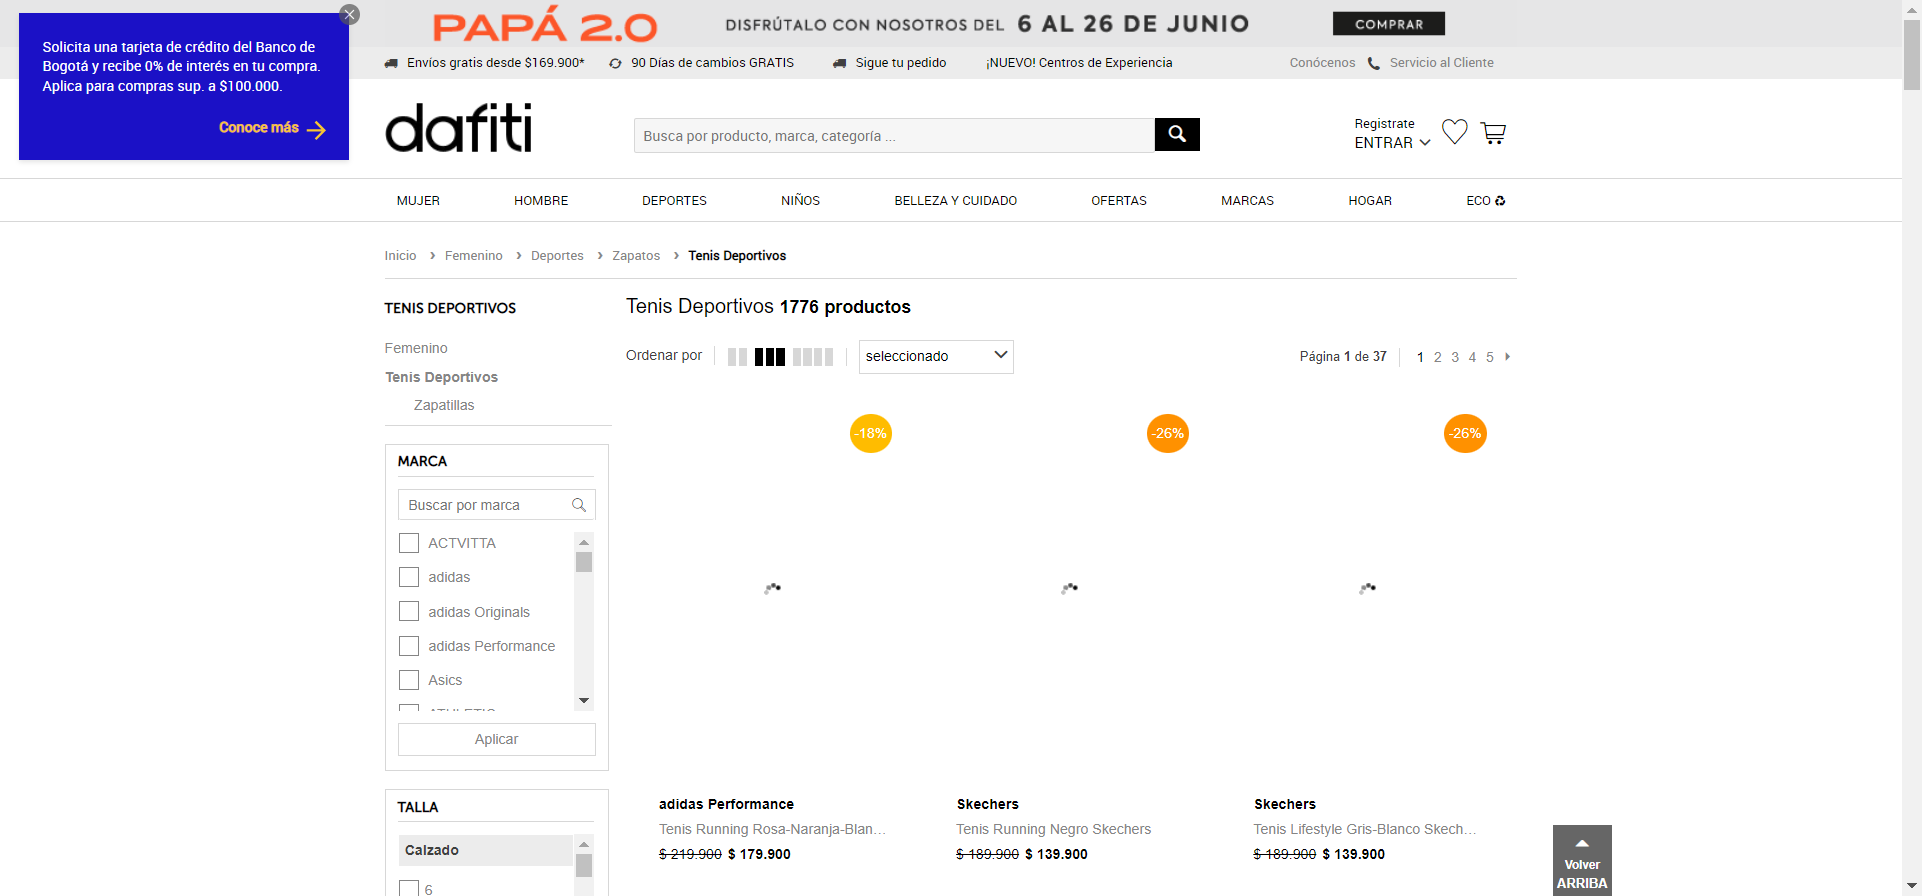 PAPÁ 2.0 DISFRÚTALO CON NOSOTROS DEL 6 AL 26 DE JUNIO COMPRAR
Solicita una tarjeta de crédito del Banco de
Bogotá y recibe 0% de interés en tu compra.
Aplica para compras sup. a $100.000.
Conoce más
Envíos gratis desde $169.900* 90 Días de cambios GRATIS Sigue tu pedido ¡NUEVO! Centros de Experiencia Conócenos Servicio al Cliente
dafiti
Busca por producto, marca, categoría ...
Registrate
ENTRAR
MUJER HOMBRE DEPORTES NIÑOS BELLEZA Y CUIDADO OFERTAS MARCAS HOGAR ECO
Inicio › Femenino › Deportes › Zapatos › Tenis Deportivos
TENIS DEPORTIVOS
Femenino
Tenis Deportivos
Zapatillas
MARCA
Buscar por marca
ACTVITTA
adidas
adidas Originals
adidas Performance
Asics
Aplicar
TALLA
Calzado
6
Tenis Deportivos 1776 productos
Ordenar por seleccionado Página 1 de 37 1 2 3 4 5
-18% -26% -26%
adidas Performance
Tenis Running Rosa-Naranja-Blan...
$ 219.900 $ 179.900
Skechers
Tenis Running Negro Skechers
$ 189.900 $ 139.900
Skechers
Tenis Lifestyle Gris-Blanco Skech...
$ 189.900 $ 139.900
Volver
ARRIBA